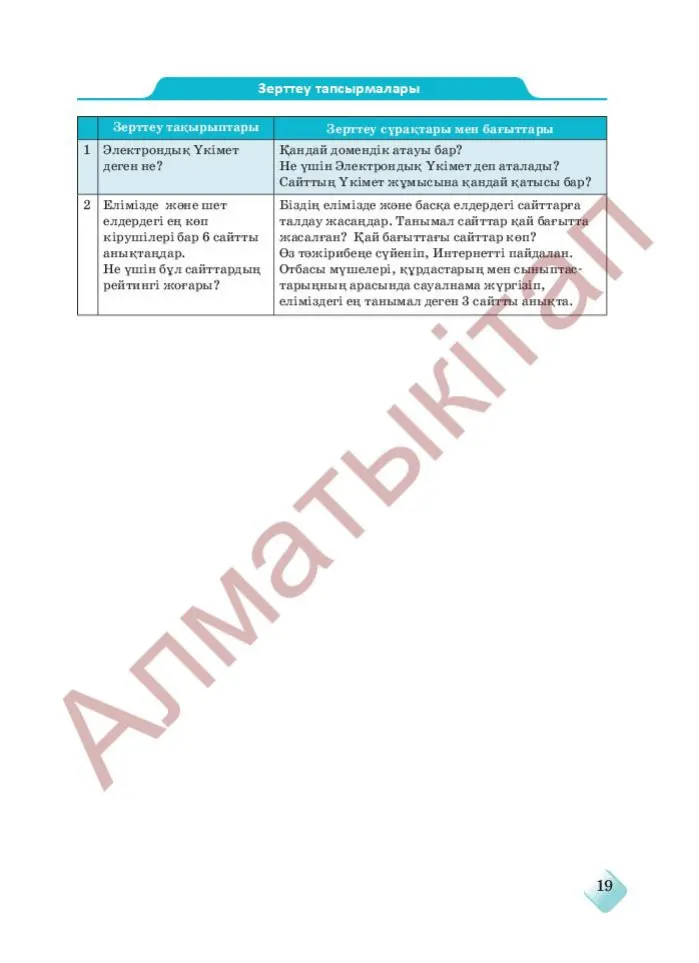 Зерттеу тапсырмалары
Зерттеу тақырыптары
Зерттеу сұрақтары мен бағыттары
1
Электрондық Үкімет
деген не?
Қандай домендік атауы бар?
Не үшін Электрондық Үкімет деп аталады?
Сайттың Үкімет жұмысына қандай қатысы бар?
2
Елімізде және шет
елдердегі ең көп
кірушілері бар 6 сайтты
анықтаңдар.
Не үшін бұл сайттардың
рейтингі жоғары?
Біздің елімізде және басқа елдердегі сайттарға
талдау жасаңдар. Танымал сайттар қай бағытта
жасалған? Қай бағыттағы сайттар көп?
Өз тәжірибеңе сүйеніп, Интернетті пайдалан.
Отбасы мүшелері, құрдастарың мен сыныптас-
тарыңның арасында сауалнама жүргізіп,
еліміздегі ең танымал деген 3 сайтты анықта.
Алматыкітап
19